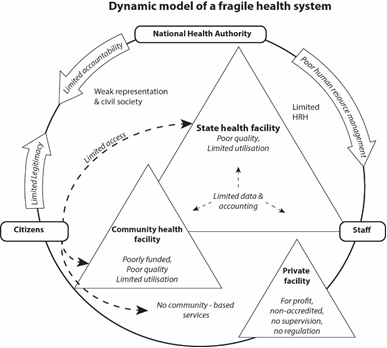 Dynamic model of a fragile health system
National Health Authority
Limited accountability
Weak representation
& civil society
Poor human resource management
Limited
HRH
State health facility
Poor quality,
Limited utilisation
Limited access
Limited Legitimacy
Limited data &
accounting
Citizens
Community health
facility
Poorly funded,
Poor quality
Limited utilisation
Staff
Private
facility
For profit,
non-accredited,
no supervision,
no regulation
No community - based
services